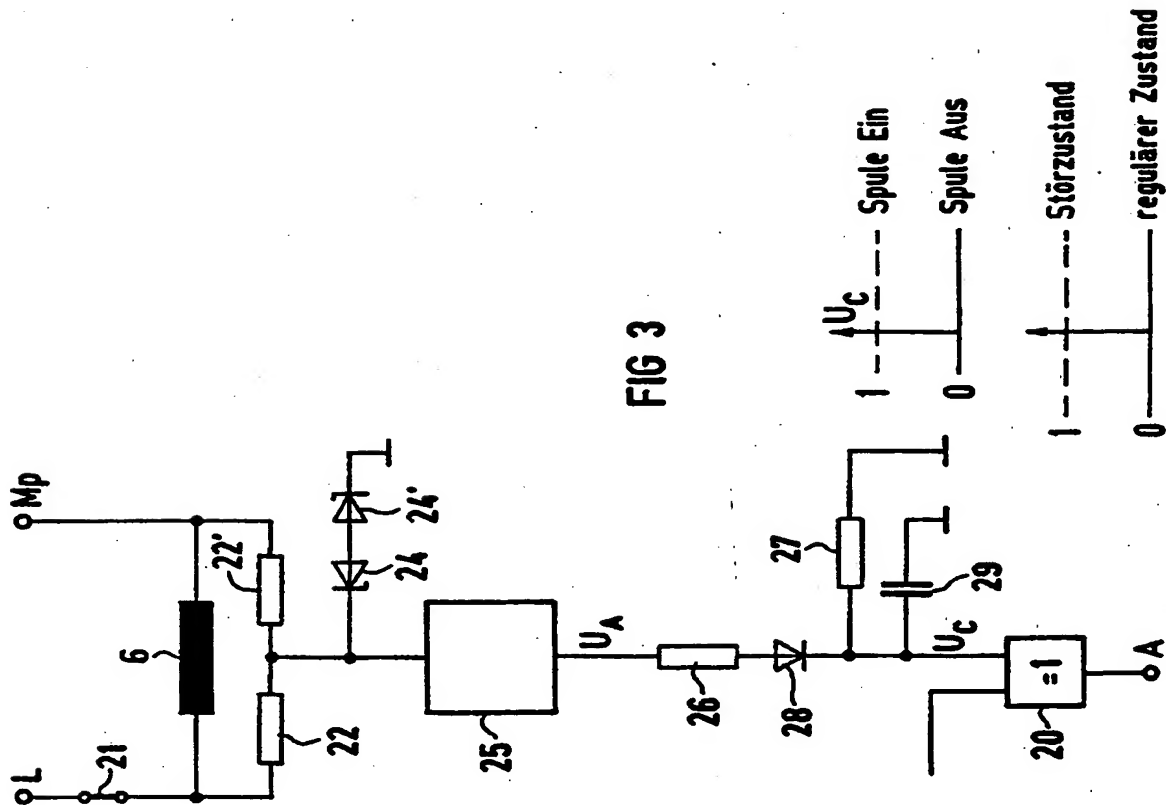 L
Mp
21
6
22
22'
24
24'
25
U_A
26
28
27
29
U_C
=1
20
A
FIG 3
U_C
1
Spule Ein
0
Spule Aus
1
Störzustand
0
regulärer Zustand